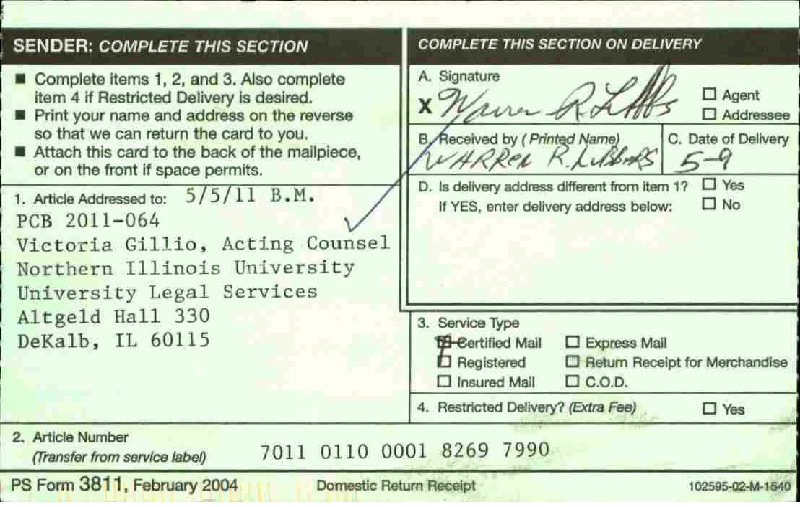 SENDER: COMPLETE THIS SECTION
■ Complete items 1, 2, and 3. Also complete
item 4 if Restricted Delivery is desired.
■ Print your name and address on the reverse
so that we can return the card to you.
■ Attach this card to the back of the mailpiece,
or on the front if space permits.
1. Article Addressed to: 5/5/11 B.M.
PCB 2011-064
Victoria Gillio, Acting Counsel
Northern Illinois University
University Legal Services
Altgeld Hall 330
DeKalb, IL 60115
2. Article Number
(Transfer from service label) 7011 0110 0001 8269 7990
COMPLETE THIS SECTION ON DELIVERY
A. Signature
X Warren R
☐ Agent
☐ Addressee
B. Received by (Printed Name)
WARREN R.
C. Date of Delivery
5-9
D. Is delivery address different from item 1? ☐ Yes
If YES, enter delivery address below: ☐ No
3. Service Type
Certified Mail ☐ Express Mail
☐ Registered ☐ Return Receipt for Merchandise
☐ Insured Mail ☐ C.O.D.
4. Restricted Delivery? (Extra Fee) ☐ Yes
PS Form 3811, February 2004 Domestic Return Receipt 102595-02-M-1540